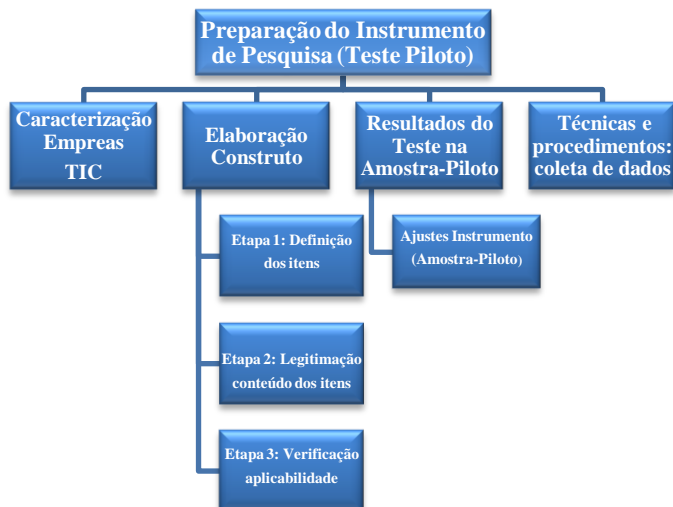 Preparação do Instrumento
de Pesquisa (Teste Piloto)
Caracterização
Empreas
TIC
Elaboração
Construto
Resultados do
Teste na
Amostra-Piloto
Técnicas e
procedimentos:
coleta de dados
Etapa 1: Definição
dos itens
Ajustes Instrumento
(Amostra-Piloto)
Etapa 2: Legitimação
conteúdo dos itens
Etapa 3: Verificação
aplicabilidade